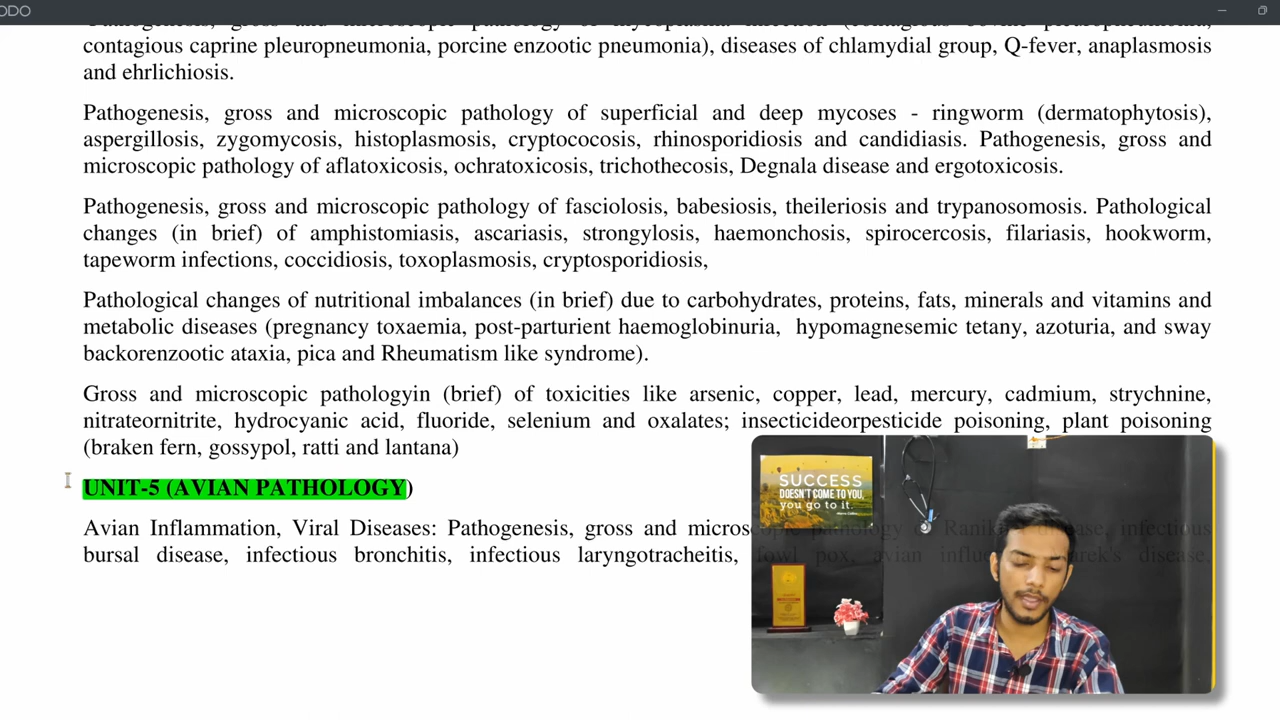 ODO
contagious caprine pleuropneumonia, porcine enzootic pneumonia), diseases of chlamydial group, Q-fever, anaplasmosis
and ehrlichiosis.
Pathogenesis, gross and microscopic pathology of superficial and deep mycoses - ringworm (dermatophytosis),
aspergillosis, zygomycosis, histoplasmosis, cryptococosis, rhinosporidiosis and candidiasis. Pathogenesis, gross and
microscopic pathology of aflatoxicosis, ochratoxicosis, trichothecosis, Degnala disease and ergotoxicosis.
Pathogenesis, gross and microscopic pathology of fasciolosis, babesiosis, theileriosis and trypanosomosis. Pathological
changes (in brief) of amphistomiasis, ascariasis, strongylosis, haemonchosis, spirocercosis, filariasis, hookworm,
tapeworm infections, coccidiosis, toxoplasmosis, cryptosporidiosis,
Pathological changes of nutritional imbalances (in brief) due to carbohydrates, proteins, fats, minerals and vitamins and
metabolic diseases (pregnancy toxaemia, post-parturient haemoglobinuria, hypomagnesemic tetany, azoturia, and sway
backorenzootic ataxia, pica and Rheumatism like syndrome).
Gross and microscopic pathologyin (brief) of toxicities like arsenic, copper, lead, mercury, cadmium, strychnine,
nitrateornitrite, hydrocyanic acid, fluoride, selenium and oxalates; insecticideorpesticide poisoning, plant poisoning
(braken fern, gossypol, ratti and lantana)
UNIT-5 (AVIAN PATHOLOGY)
Avian Inflammation, Viral Diseases: Pathogenesis, gross and pathology infectious
bursal disease, infectious bronchitis, infectious laryngotracheitis, fowl pox, avian disease,
SUCCESS
DOESN'T COME TO YOU,
you go to it.